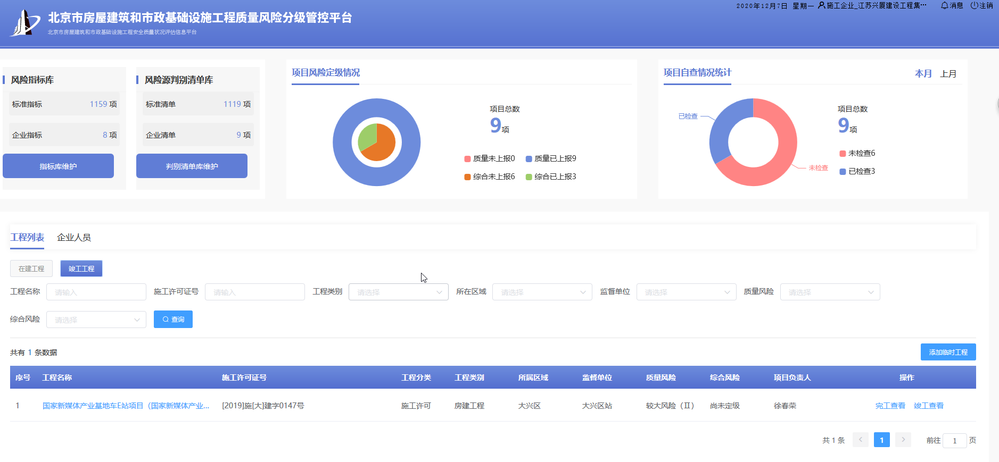 2020年12月7日 星期一 施工企业_江苏兴厦建设工程集… 消息 注销
北京市房屋建筑和市政基础设施工程质量风险分级管控平台
北京市房屋建筑和市政基础设施工程安全质量状况评估信息平台
风险指标库
标准指标 1159 项
企业指标 8 项
指标库维护
风险源判别清单库
标准清单 1119 项
企业清单 9 项
判别清单库维护
项目风险定级情况
项目总数
9项
质量未上报0 质量已上报9
综合未上报6 综合已上报3
项目自查情况统计 本月 上月
已检查
未检查
项目总数
9项
未检查6
已检查3
工程列表 企业人员
在建工程 竣工工程
工程名称 请输入 施工许可证号 请输入 工程类别 请选择 所在区域 请选择 监督单位 请选择 质量风险 请选择
综合风险 请选择 查询
共有 1 条数据 添加临时工程
序号 工程名称 施工许可证号 工程分类 工程类别 所属区域 监督单位 质量风险 综合风险 项目负责人 操作
1 国家新媒体产业基地车E站项目（国家新媒体产业... [2019]施[大]建字0147号 施工许可 房建工程 大兴区 大兴区站 较大风险（Ⅱ） 尚未定级 徐春荣 完工查看 竣工查看
共 1 条 1 前往 1 页